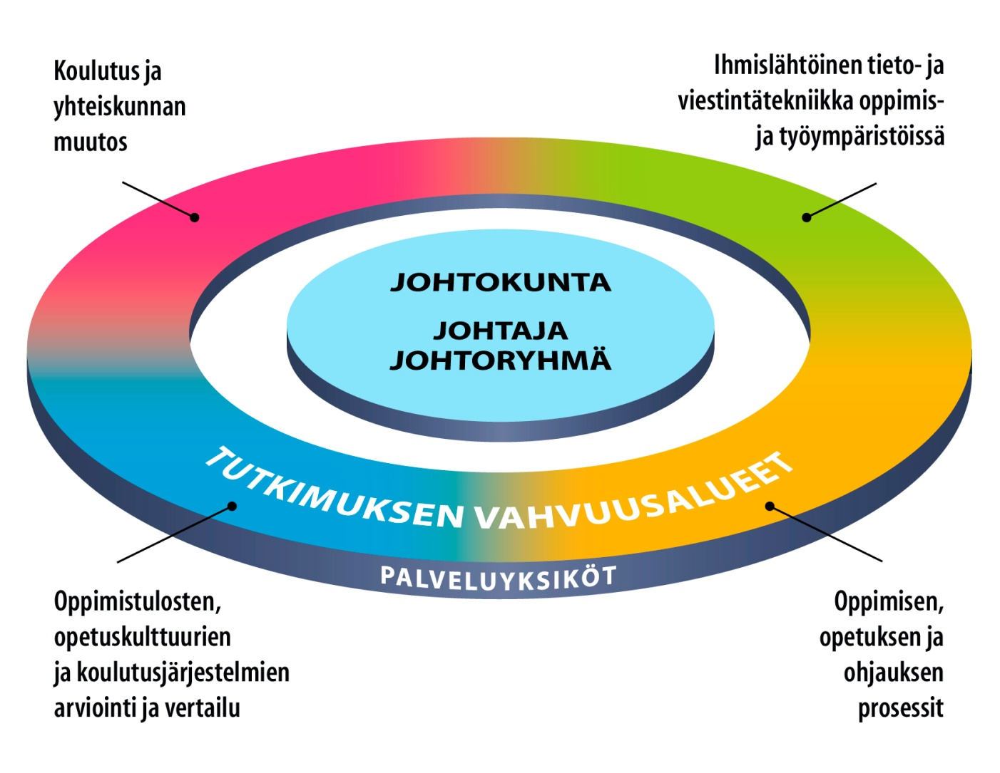 Koulutus ja
yhteiskunnan
muutos
Ihmislähtöinen tieto- ja
viestintätekniikka oppimis-
ja työympäristöissä
JOHTOKUNTA
JOHTAJA
JOHTORYHMÄ
TUTKIMUKSEN VAHVUUSALUEET
PALVELUYKSIKÖT
Oppimistulosten,
opetuskulttuurien
ja koulutusjärjestelmien
arviointi ja vertailu
Oppimisen,
opetuksen ja
ohjauksen
prosessit